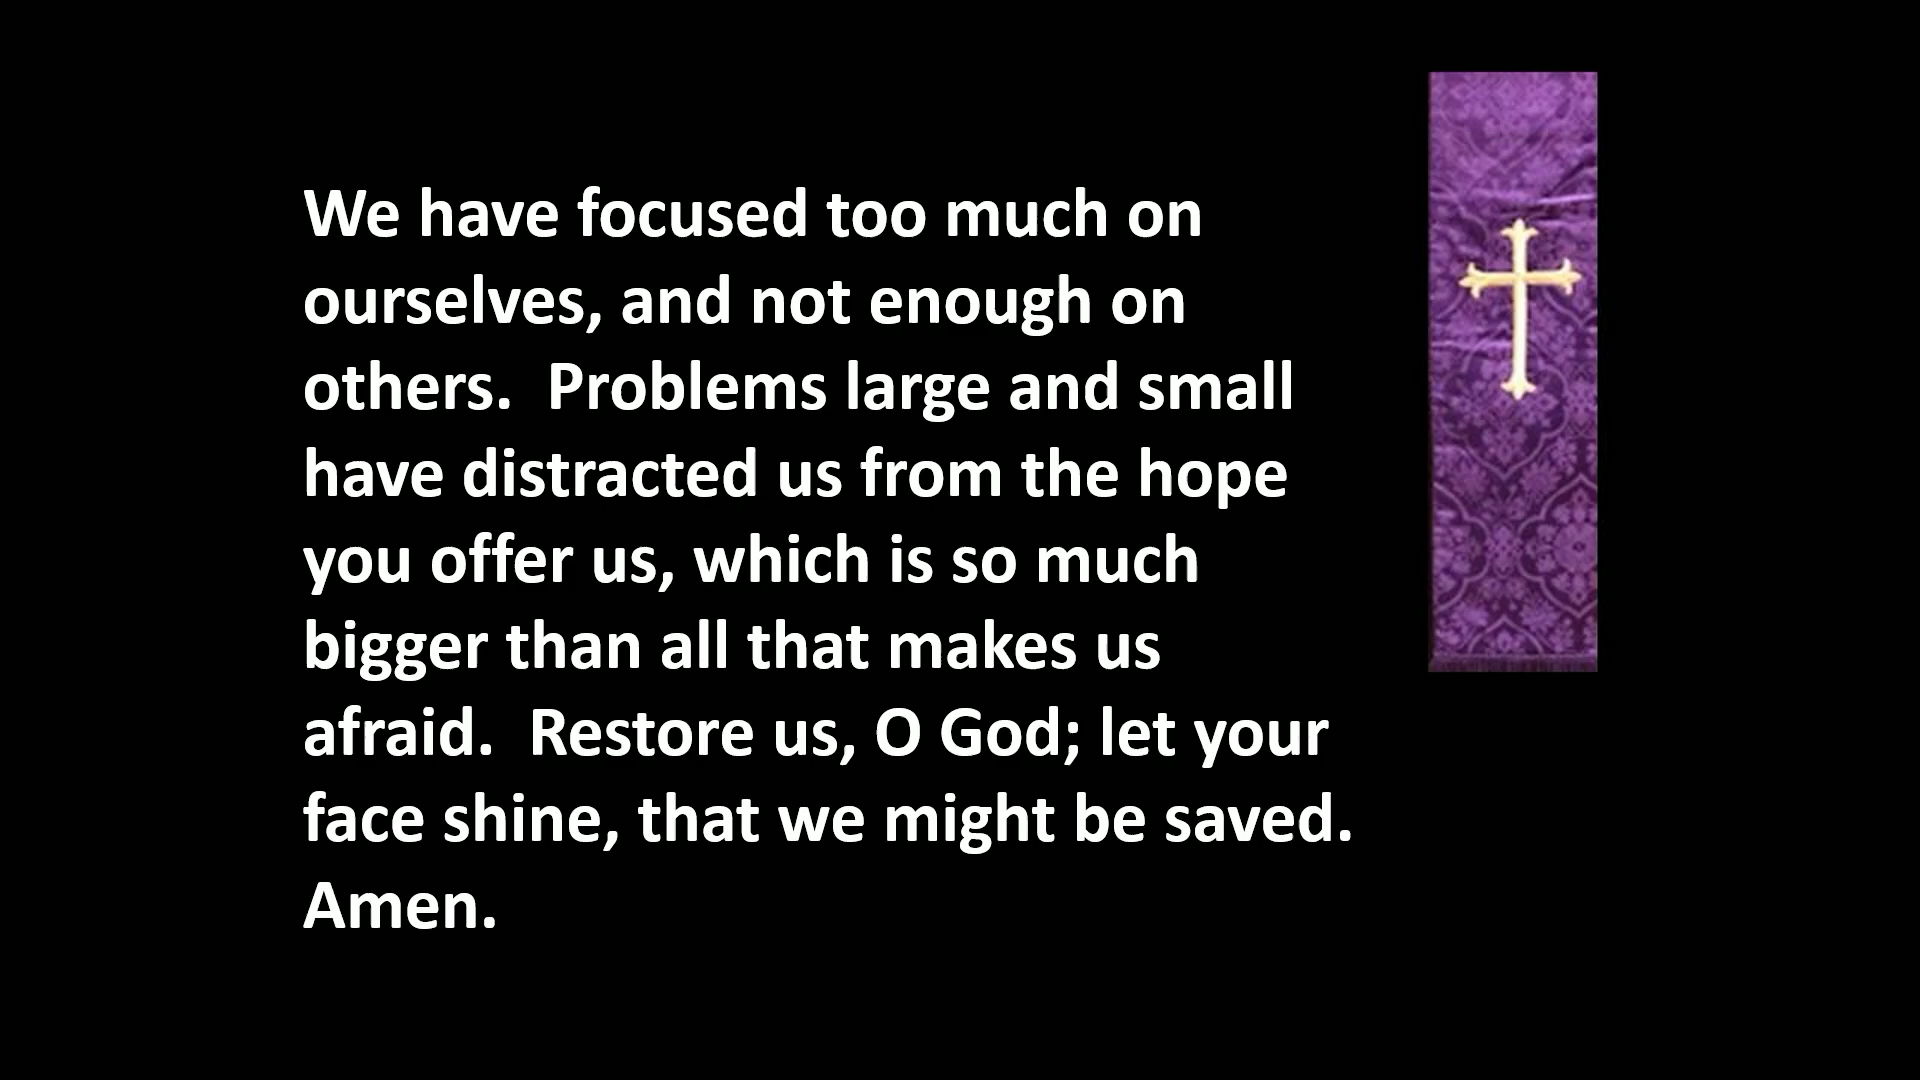 We have focused too much on
ourselves, and not enough on
others.  Problems large and small
have distracted us from the hope
you offer us, which is so much
bigger than all that makes us
afraid.  Restore us, O God; let your
face shine, that we might be saved.
Amen.